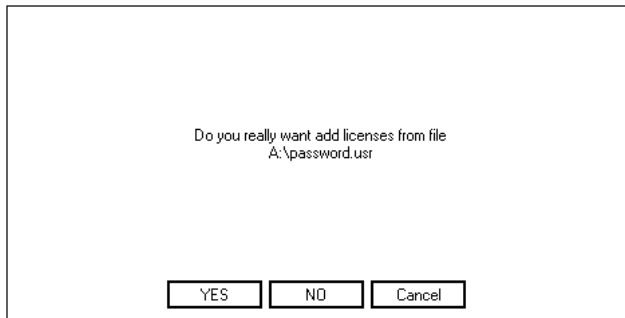 Do you really want add licenses from file
A:\password.usr
YES NO Cancel